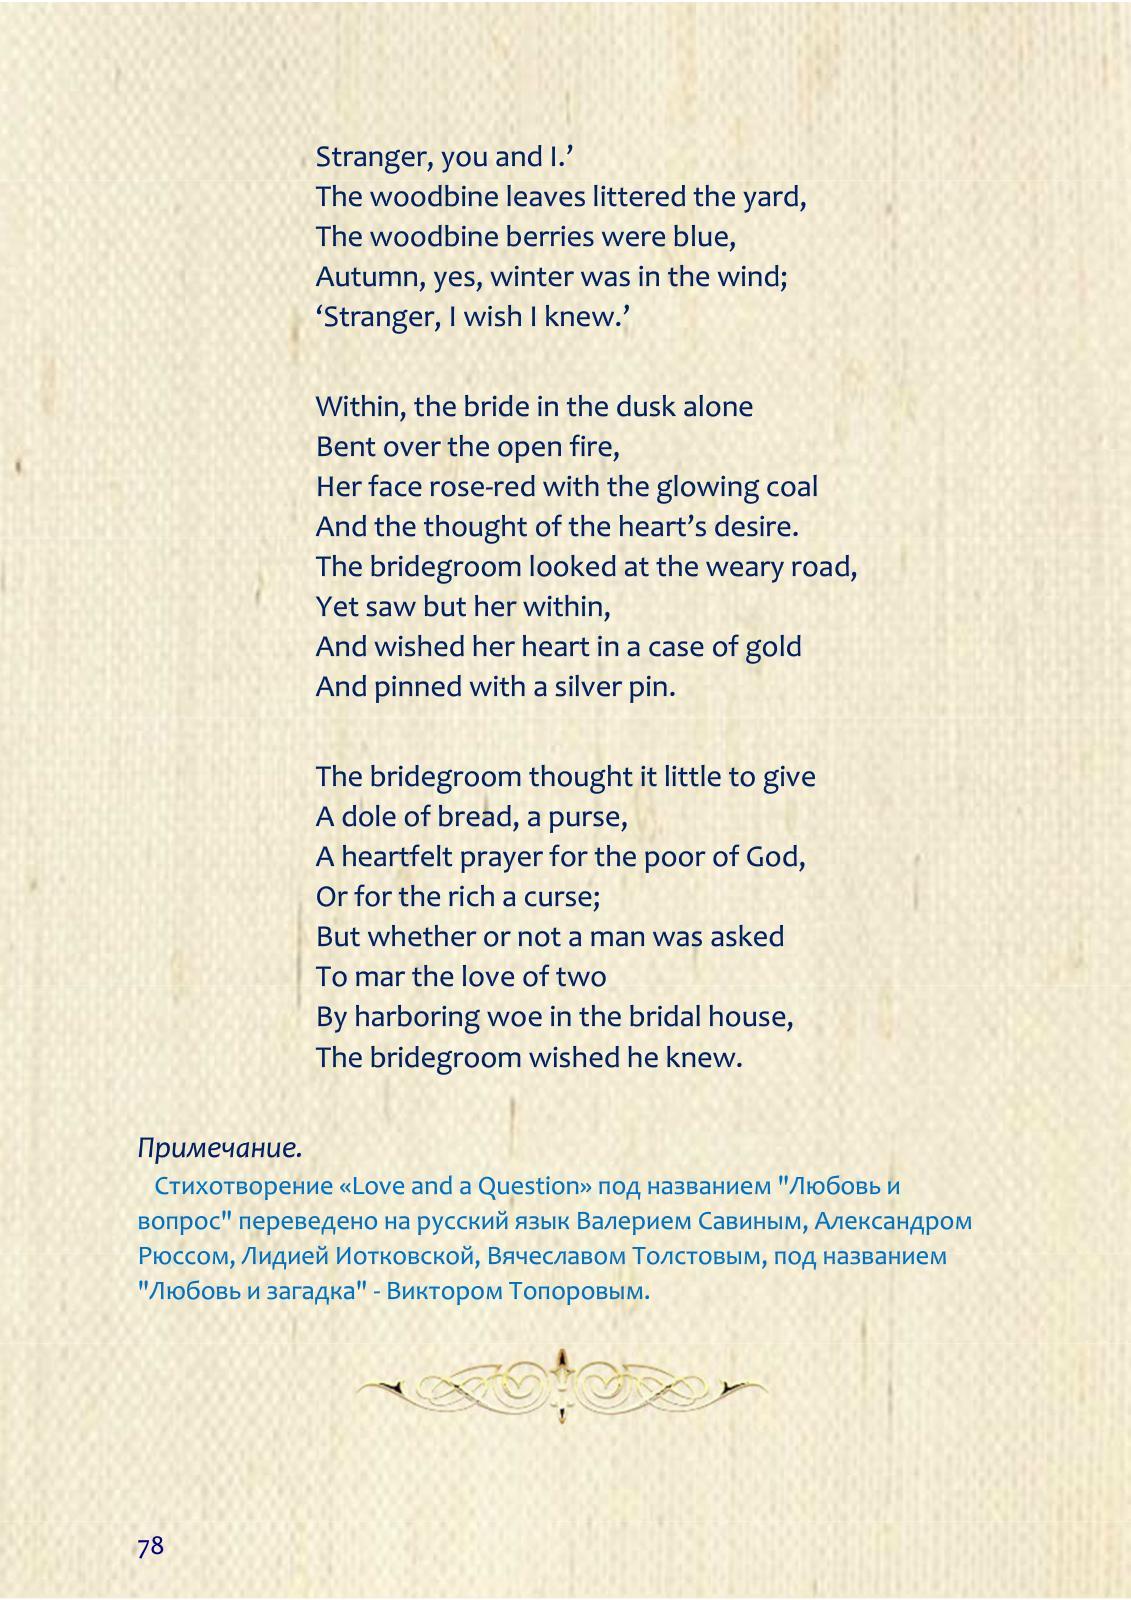 Stranger, you and I.’
The woodbine leaves littered the yard,
The woodbine berries were blue,
Autumn, yes, winter was in the wind;
‘Stranger, I wish I knew.’
Within, the bride in the dusk alone
Bent over the open fire,
Her face rose-red with the glowing coal
And the thought of the heart’s desire.
The bridegroom looked at the weary road,
Yet saw but her within,
And wished her heart in a case of gold
And pinned with a silver pin.
The bridegroom thought it little to give
A dole of bread, a purse,
A heartfelt prayer for the poor of God,
Or for the rich a curse;
But whether or not a man was asked
To mar the love of two
By harboring woe in the bridal house,
The bridegroom wished he knew.
Примечание.
Стихотворение «Love and a Question» под названием "Любовь и
вопрос" переведено на русский язык Валерием Савиным, Александром
Рюссом, Лидией Иотковской, Вячеславом Толстовым, под названием
"Любовь и загадка" - Виктором Топоровым.
78